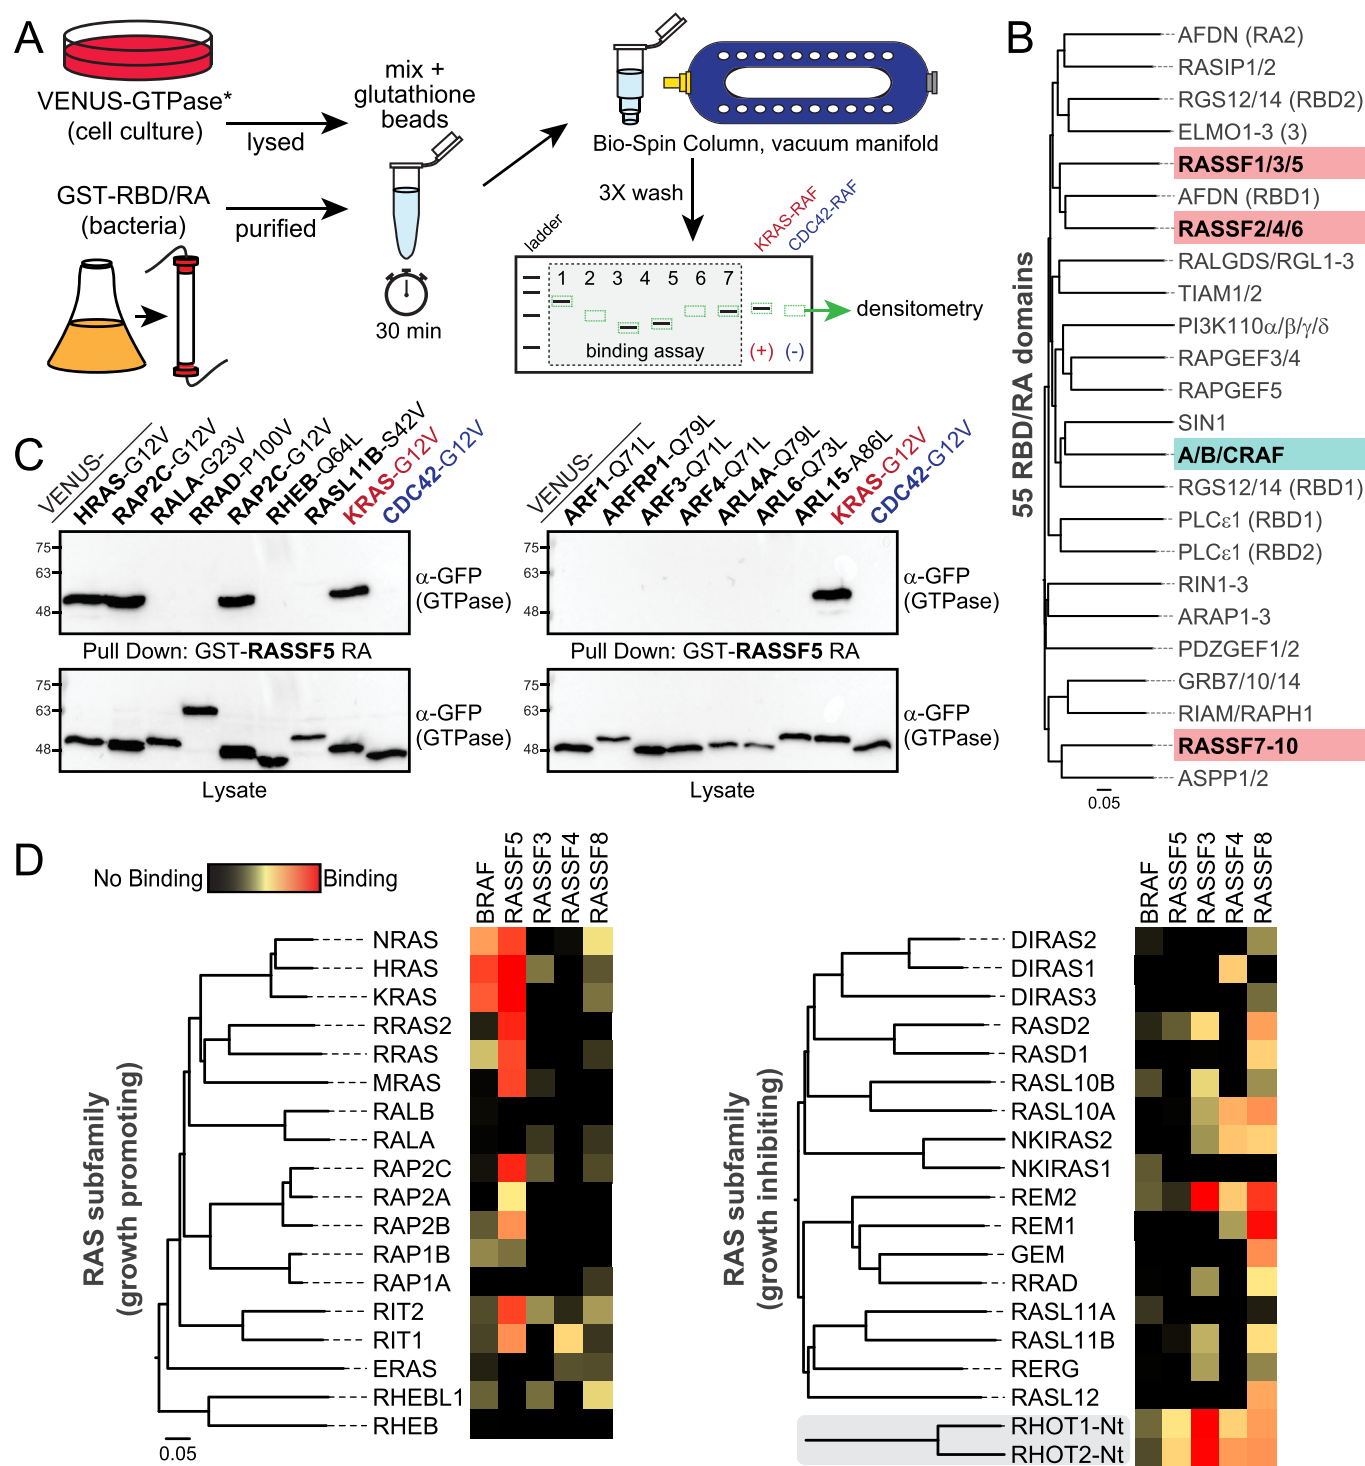 A
VENUS-GTPase*
(cell culture)
lysed
GST-RBD/RA
(bacteria)
purified
mix +
glutathione
beads
30 min
Bio-Spin Column, vacuum manifold
3X wash
ladder
KRAS-RAF
CDC42-RAF
1 2 3 4 5 6 7
binding assay
(+) (-)
densitometry
B
55 RBD/RA domains
AFDN (RA2)
RASIP1/2
RGS12/14 (RBD2)
ELMO1-3 (3)
RASSF1/3/5
AFDN (RBD1)
RASSF2/4/6
RALGDS/RGL1-3
TIAM1/2
PI3K110α/β/γ/δ
RAPGEF3/4
RAPGEF5
SIN1
A/B/CRAF
RGS12/14 (RBD1)
PLCε1 (RBD1)
PLCε1 (RBD2)
RIN1-3
ARAP1-3
PDZGEF1/2
GRB7/10/14
RIAM/RAPH1
RASSF7-10
ASPP1/2
0.05
C
VENUS-
HRAS-G12V
RAP2C-G12V
RALA-G23V
RRAD-P100V
RAP2C-G12V
RHEB-Q64L
RASL11B-S42V
KRAS-G12V
CDC42-G12V
75
63
48
α-GFP
(GTPase)
Pull Down: GST-RASSF5 RA
75
63
48
α-GFP
(GTPase)
Lysate
VENUS-
ARF1-Q71L
ARFRP1-Q79L
ARF3-Q71L
ARF4-Q71L
ARL4A-Q79L
ARL6-Q73L
ARL15-A86L
KRAS-G12V
CDC42-G12V
75
63
48
α-GFP
(GTPase)
Pull Down: GST-RASSF5 RA
75
63
48
α-GFP
(GTPase)
Lysate
D
No Binding
Binding
BRAF
RASSF5
RASSF3
RASSF4
RASSF8
RAS subfamily
(growth promoting)
NRAS
HRAS
KRAS
RRAS2
RRAS
MRAS
RALB
RALA
RAP2C
RAP2A
RAP2B
RAP1B
RAP1A
RIT2
RIT1
ERAS
RHEBL1
RHEB
0.05
BRAF
RASSF5
RASSF3
RASSF4
RASSF8
RAS subfamily
(growth inhibiting)
DIRAS2
DIRAS1
DIRAS3
RASD2
RASD1
RASL10B
RASL10A
NKIRAS2
NKIRAS1
REM2
REM1
GEM
RRAD
RASL11A
RASL11B
RERG
RASL12
RHOT1-Nt
RHOT2-Nt